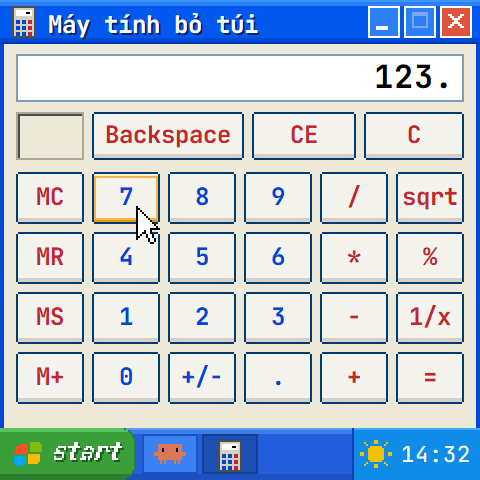 Máy tính bỏ túi
123.
Backspace CE C
MC 7 8 9 / sqrt
MR 4 5 6 * %
MS 1 2 3 - 1/x
M+ 0 +/- . + =
start 14:32